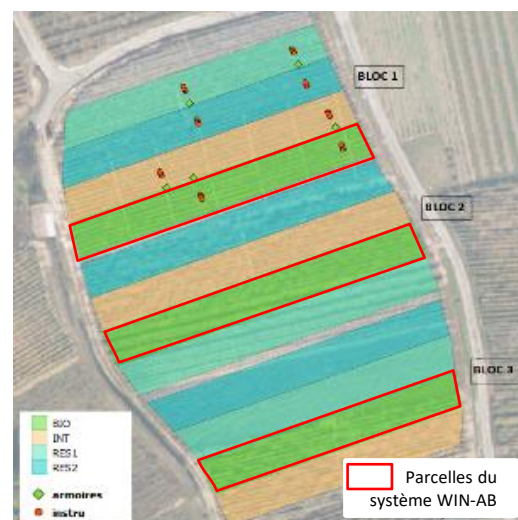 BLOC 1
BLOC 2
BLOC 3
BIO
INT
RES1
RES2
armoires
instru
Parcelles du
système WIN-AB